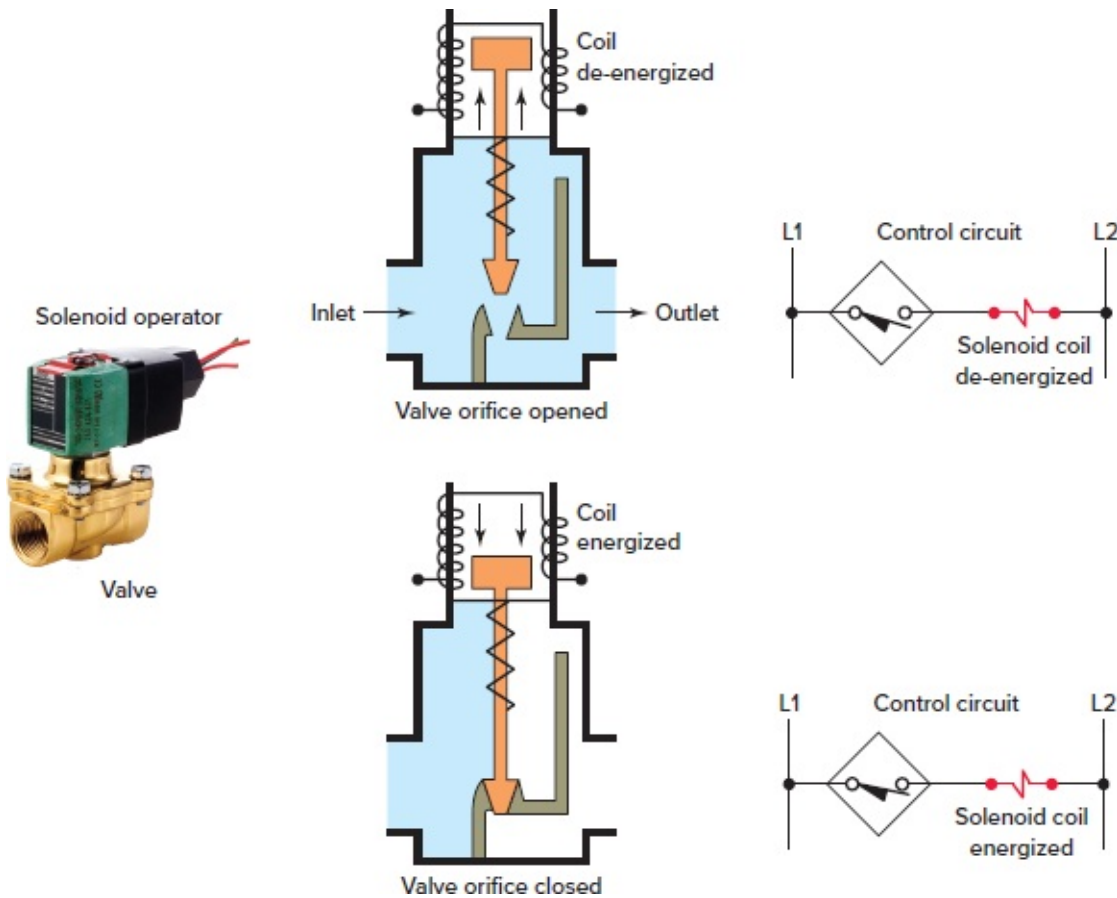 Coil
de-energized
Inlet
Outlet
Valve orifice opened
Solenoid operator
Valve
L1
Control circuit
L2
Solenoid coil
de-energized
Coil
energized
Valve orifice closed
L1
Control circuit
L2
Solenoid coil
energized